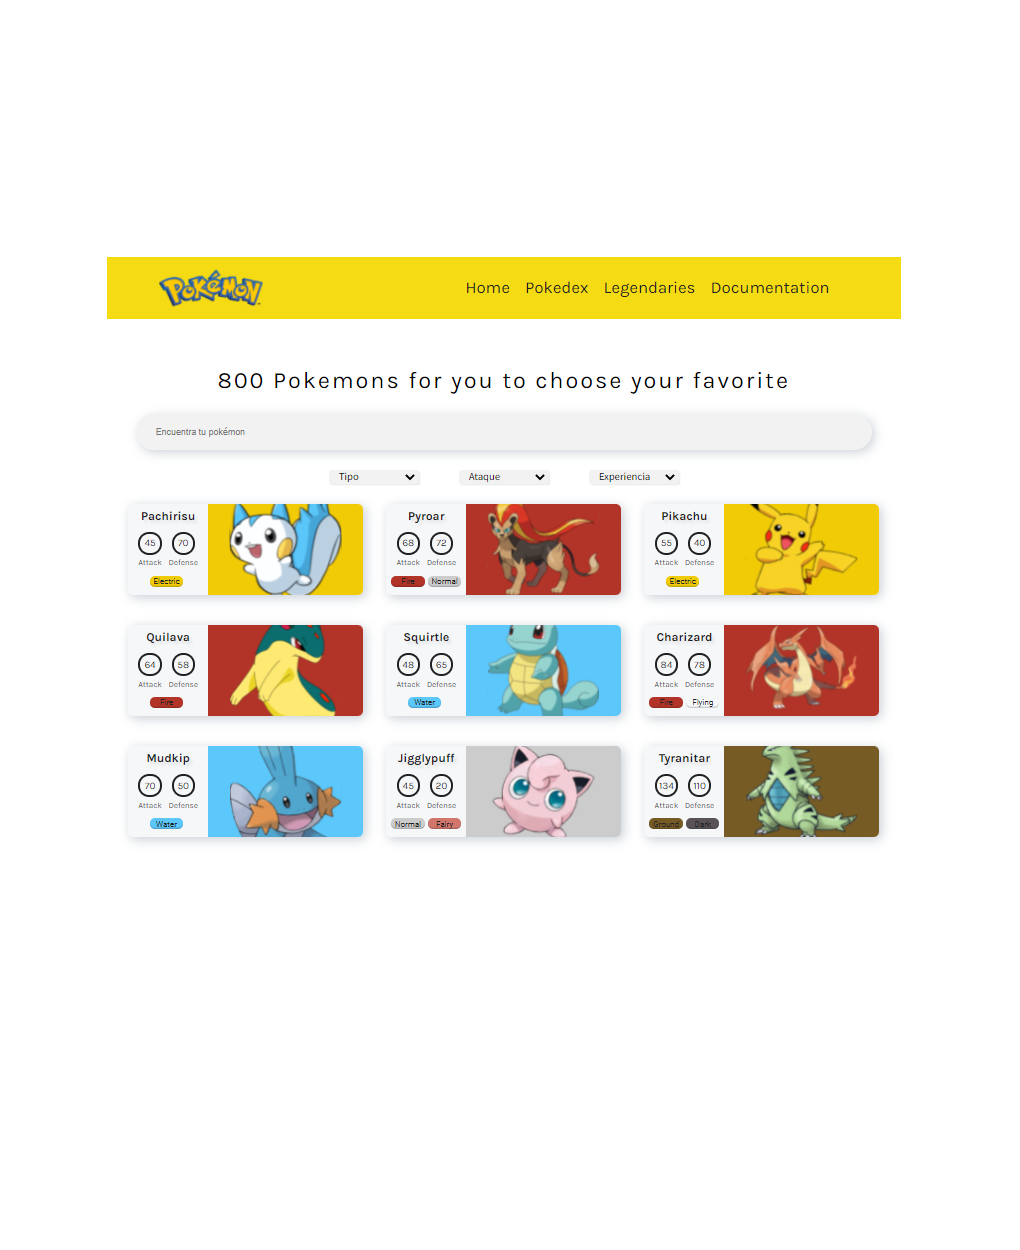 POKéMON
Home Pokedex Legendaries Documentation
800 Pokemons for you to choose your favorite
Encuentra tu pokémon
Tipo Ataque Experiencia
Pachirisu
45 70
Attack Defense
Electric
Pyroar
68 72
Attack Defense
Fire Normal
Pikachu
55 40
Attack Defense
Electric
Quilava
64 58
Attack Defense
Fire
Squirtle
48 65
Attack Defense
Water
Charizard
84 78
Attack Defense
Fire Flying
Mudkip
70 50
Attack Defense
Water
Jigglypuff
45 20
Attack Defense
Normal Fairy
Tyranitar
134 110
Attack Defense
Ground Dark